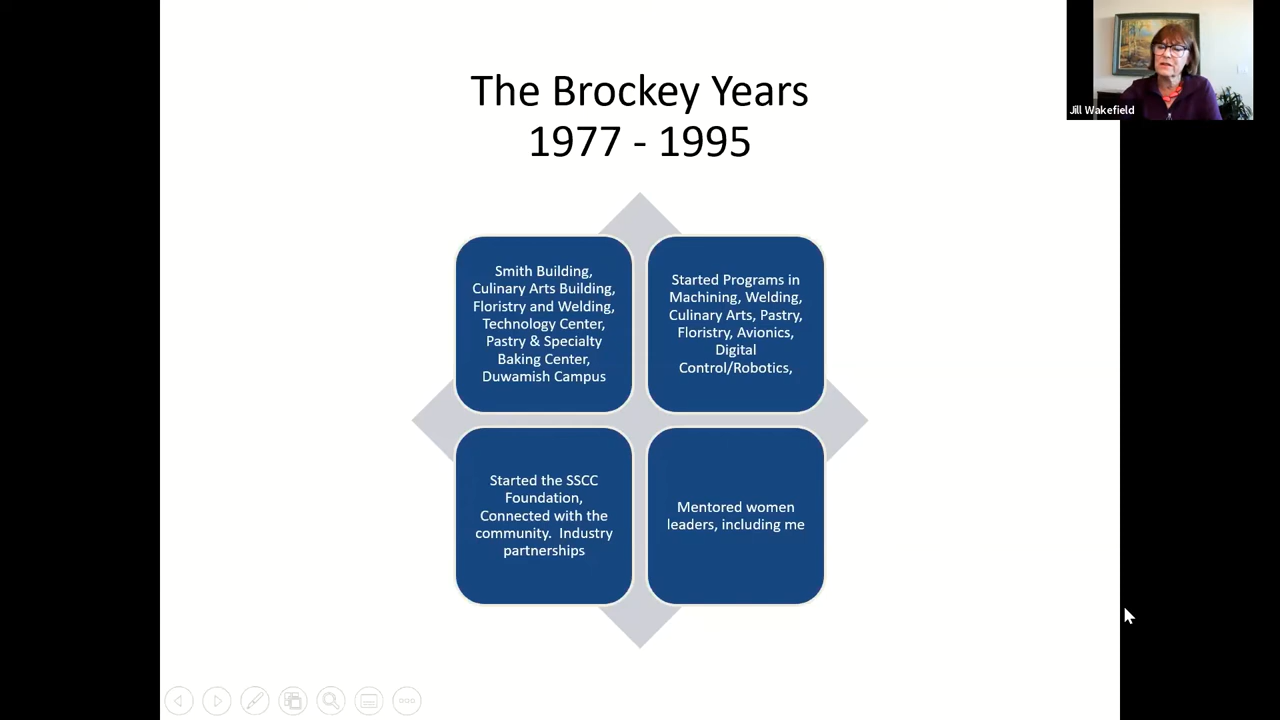 The Brockey Years
1977 - 1995
Jill Wakefield
Smith Building,
Culinary Arts Building,
Floristry and Welding,
Technology Center,
Pastry & Specialty
Baking Center,
Duwamish Campus
Started Programs in
Machining, Welding,
Culinary Arts, Pastry,
Floristry, Avionics,
Digital
Control/Robotics,
Started the SSCC
Foundation,
Connected with the
community.  Industry
partnerships
Mentored women
leaders, including me